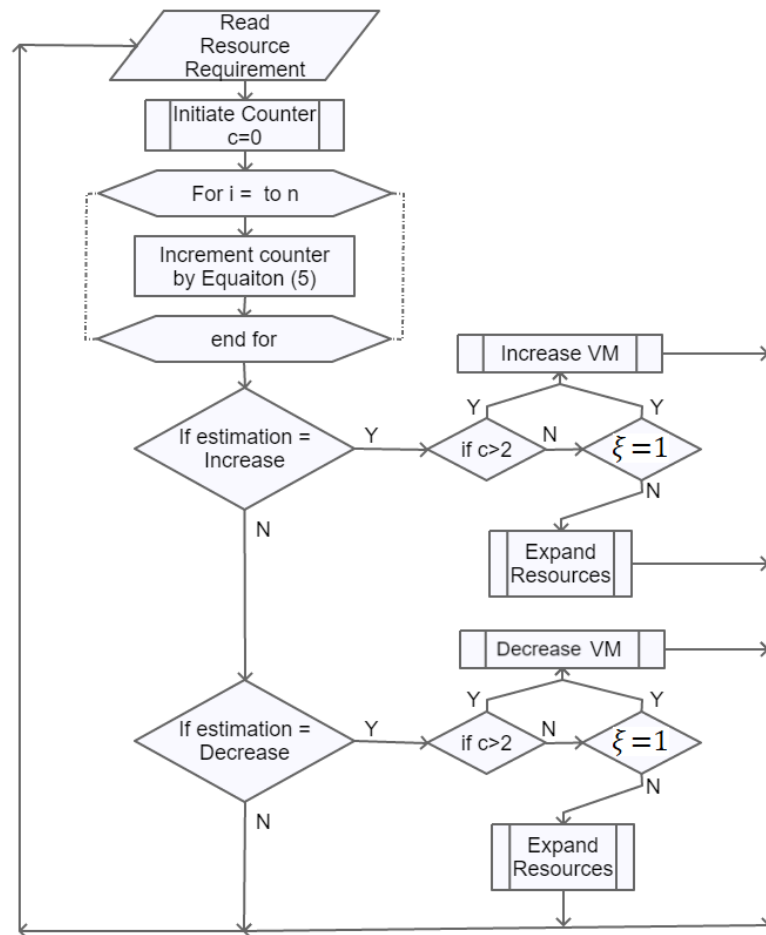 Read
Resource
Requirement
Initiate Counter
c=0
For i = to n
Increment counter
by Equaiton (5)
end for
Increase VM
If estimation =
Increase
Y
if c>2
Y
N
ξ=1
Y
N
N
Expand
Resources
Decrease VM
If estimation =
Decrease
Y
if c>2
Y
N
ξ=1
Y
N
N
Expand
Resources